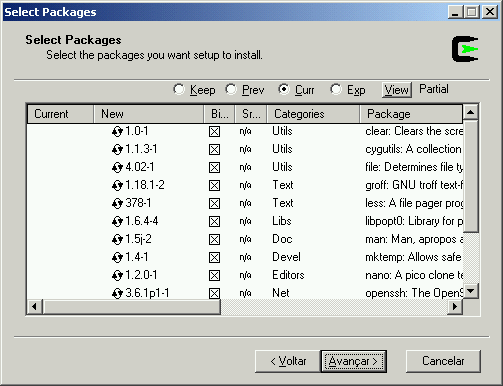 Select Packages
Select Packages
Select the packages you want setup to install.
Keep Prev Curr Exp View Partial
Current New Bi... Sr... Categories Package
1.0-1 n/a Utils clear: Clears the scre
1.1.3-1 n/a Utils cygutils: A collection
4.02-1 n/a Utils file: Determines file ty
1.18.1-2 n/a Text groff: GNU troff text-f
378-1 n/a Text less: A file pager prog
1.6.4-4 n/a Libs libpopt0: Library for p
1.5j-2 n/a Doc man: Man, apropos a
1.4-1 n/a Devel mktemp: Allows safe
1.2.0-1 n/a Editors nano: A pico clone te
3.6.1p1-1 n/a Net openssh: The OpenS
< Voltar Avançar > Cancelar